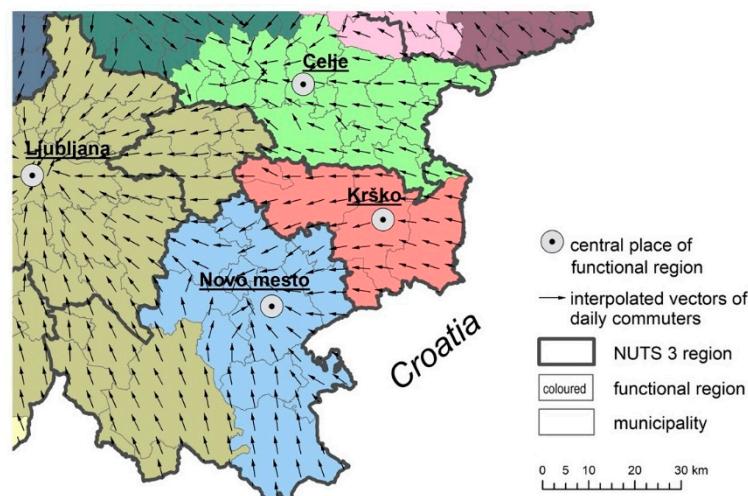 Celje
Ljubljana
Krško
Novo mesto
Croatia
central place of
functional region
interpolated vectors of
daily commuters
NUTS 3 region
coloured
functional region
municipality
0 5 10 20 30 km